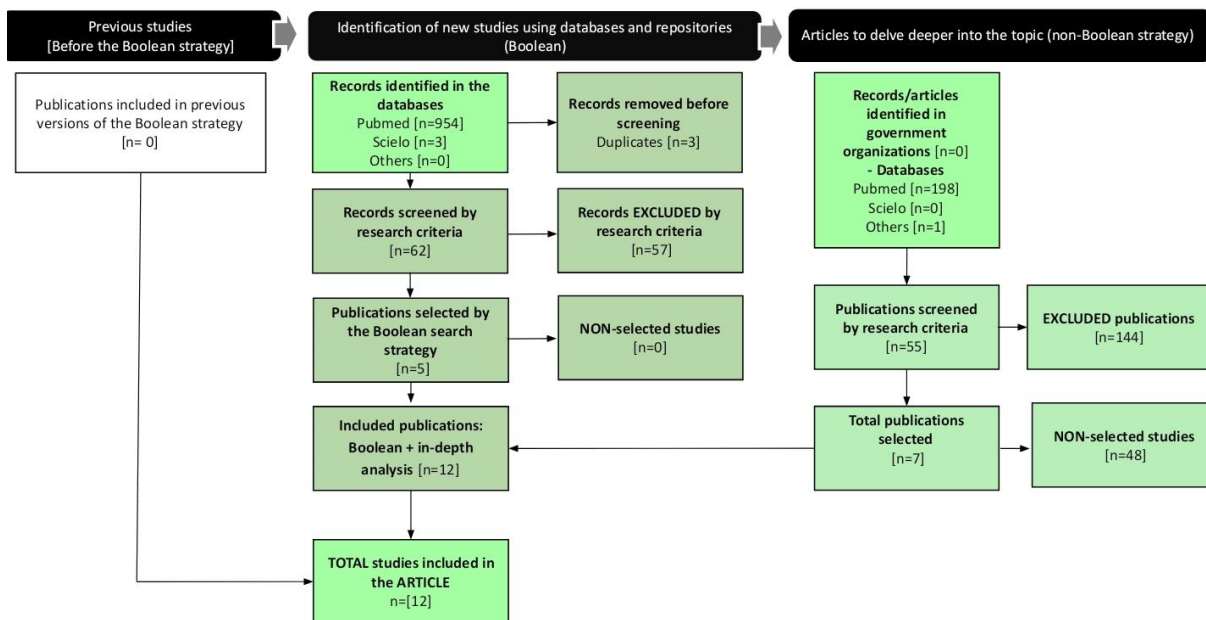 Previous studies
[Before the Boolean strategy]
Identification of new studies using databases and repositories
(Boolean)
Articles to delve deeper into the topic (non-Boolean strategy)
Publications included in previous
versions of the Boolean strategy
[n= 0]
Records identified in the
databases
Pubmed [n=954]
Scielo [n=3]
Others [n=0]
Records removed before
screening
Duplicates [n=3]
Records/articles
identified in
government
organizations [n=0]
- Databases
Pubmed [n=198]
Scielo [n=0]
Others [n=1]
Records screened by
research criteria
[n=62]
Records EXCLUDED by
research criteria
[n=57]
Publications selected by
the Boolean search
strategy
[n=5]
NON-selected studies
[n=0]
Publications screened
by research criteria
[n=55]
EXCLUDED publications
[n=144]
Included publications:
Boolean + in-depth
analysis [n=12]
Total publications
selected
[n=7]
NON-selected studies
[n=48]
TOTAL studies included in
the ARTICLE
n=[12]